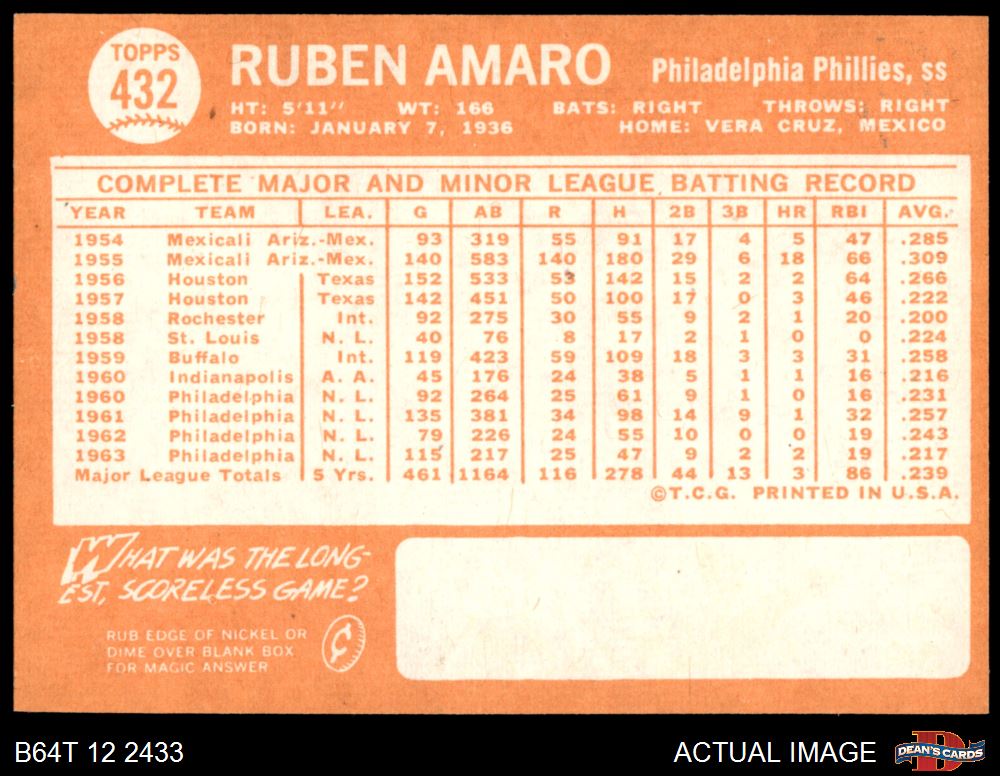 TOPPS
432
RUBEN AMARO
Philadelphia Phillies, ss
HT: 5'11" WT: 166 BATS: RIGHT THROWS: RIGHT
BORN: JANUARY 7, 1936 HOME: VERA CRUZ, MEXICO
COMPLETE MAJOR AND MINOR LEAGUE BATTING RECORD
YEAR TEAM LEA. G AB R H 2B 3B HR RBI AVG.
1954 Mexicali Ariz.-Mex. 93 319 55 91 17 4 5 47 .285
1955 Mexicali Ariz.-Mex. 140 583 140 180 29 6 18 66 .309
1956 Houston Texas 152 533 53 142 15 2 2 64 .266
1957 Houston Texas 142 451 50 100 17 0 3 46 .222
1958 Rochester Int. 92 275 30 55 9 2 1 20 .200
1958 St. Louis N. L. 40 76 8 17 2 1 0 0 .224
1959 Buffalo Int. 119 423 59 109 18 3 3 31 .258
1960 Indianapolis A. A. 45 176 24 38 5 1 1 16 .216
1960 Philadelphia N. L. 92 264 25 61 9 1 0 16 .231
1961 Philadelphia N. L. 135 381 34 98 14 9 1 32 .257
1962 Philadelphia N. L. 79 226 24 55 10 0 0 19 .243
1963 Philadelphia N. L. 115 217 25 47 9 2 2 19 .217
Major League Totals 5 Yrs. 461 1164 116 278 44 13 3 86 .239
©T.C.G. PRINTED IN U.S.A.
WHAT WAS THE LONG-
EST, SCORELESS GAME?
RUB EDGE OF NICKEL OR
DIME OVER BLANK BOX
FOR MAGIC ANSWER
¢
B64T 12 2433
ACTUAL IMAGE
DEAN'S CARDS